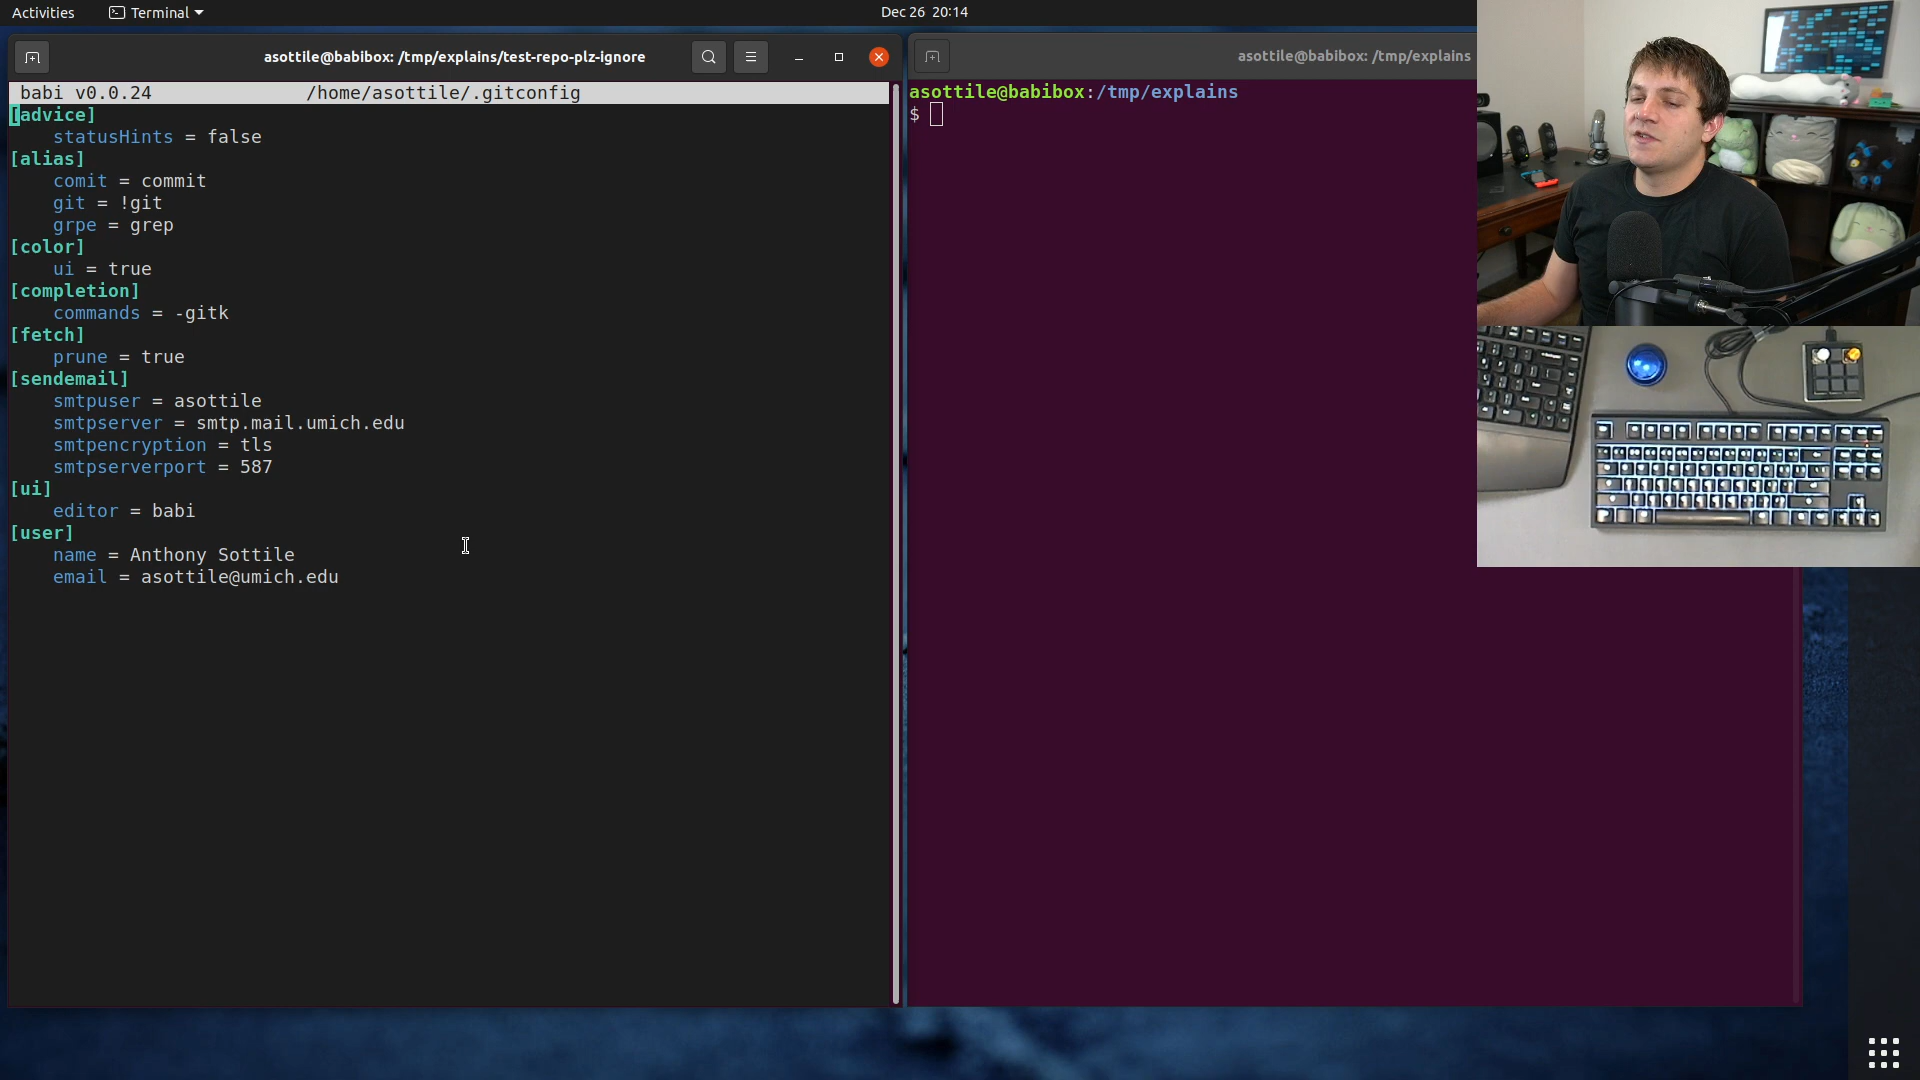 Activities
Terminal
Dec 26 20:14
asottile@babibox: /tmp/explains/test-repo-plz-ignore
babi v0.0.24 /home/asottile/.gitconfig
[advice]
statusHints = false
[alias]
comit = commit
git = !git
grpe = grep
[color]
ui = true
[completion]
commands = -gitk
[fetch]
prune = true
[sendemail]
smtpuser = asottile
smtpserver = smtp.mail.umich.edu
smtpencryption = tls
smtpserverport = 587
[ui]
editor = babi
[user]
name = Anthony Sottile
email = asottile@umich.edu
asottile@babibox: /tmp/explains
asottile@babibox:/tmp/explains
$